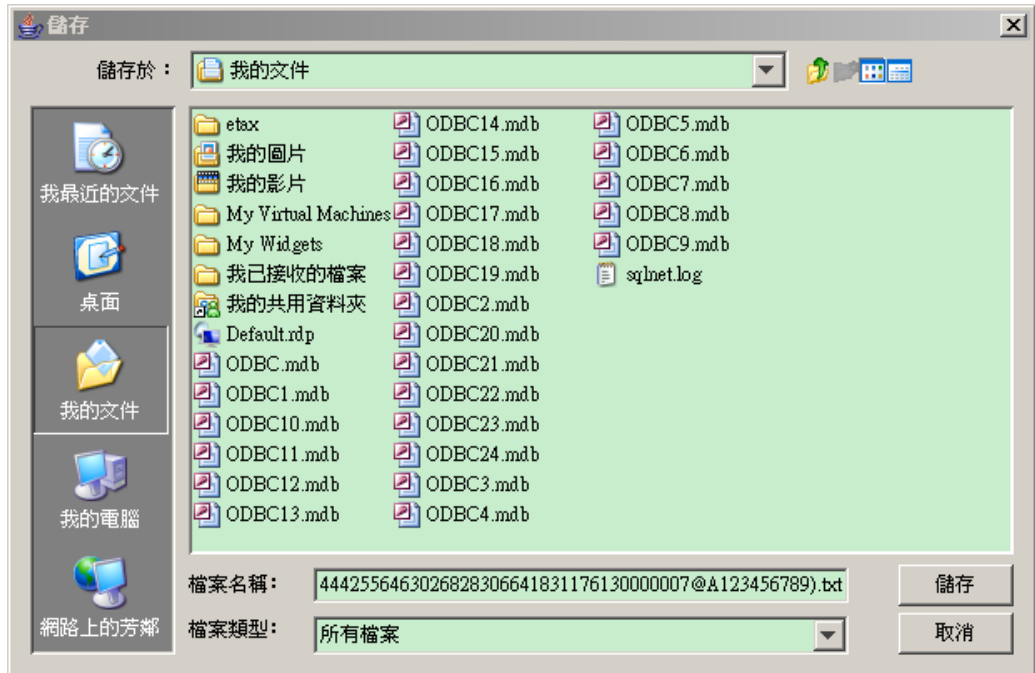 儲存
儲存於：
我的文件
我最近的文件
桌面
我的文件
我的電腦
網路上的芳鄰
etax
我的圖片
我的影片
My Virtual Machines
My Widgets
我已接收的檔案
我的共用資料夾
Default.rdp
ODBC.mdb
ODBC1.mdb
ODBC10.mdb
ODBC11.mdb
ODBC12.mdb
ODBC13.mdb
ODBC14.mdb
ODBC15.mdb
ODBC16.mdb
ODBC17.mdb
ODBC18.mdb
ODBC19.mdb
ODBC2.mdb
ODBC20.mdb
ODBC21.mdb
ODBC22.mdb
ODBC23.mdb
ODBC24.mdb
ODBC3.mdb
ODBC4.mdb
ODBC5.mdb
ODBC6.mdb
ODBC7.mdb
ODBC8.mdb
ODBC9.mdb
sqlnet.log
檔案名稱：
4442556463026828306641831176130000007@A123456789).txt
儲存
檔案類型：
所有檔案
取消